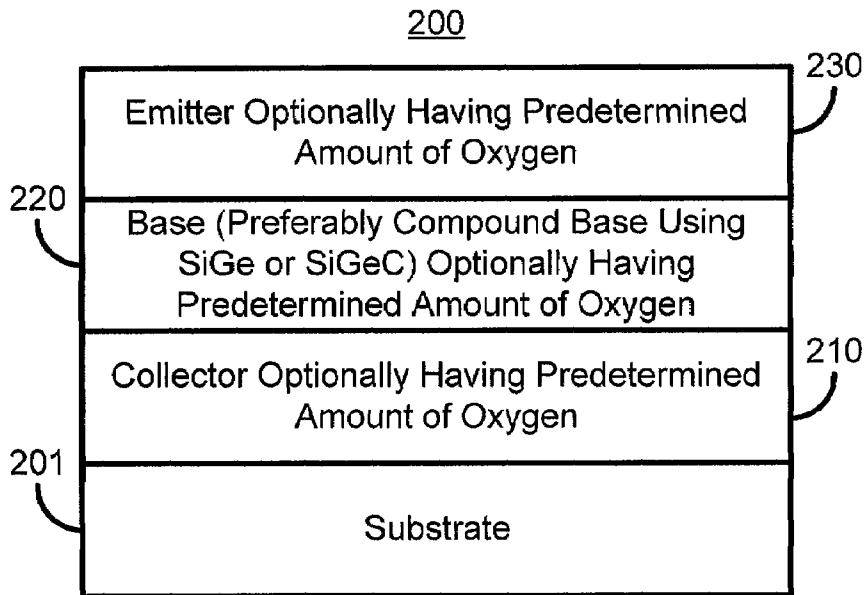 200
230
Emitter Optionally Having Predetermined
Amount of Oxygen
220
Base (Preferably Compound Base Using
SiGe or SiGeC) Optionally Having
Predetermined Amount of Oxygen
210
Collector Optionally Having Predetermined
Amount of Oxygen
201
Substrate